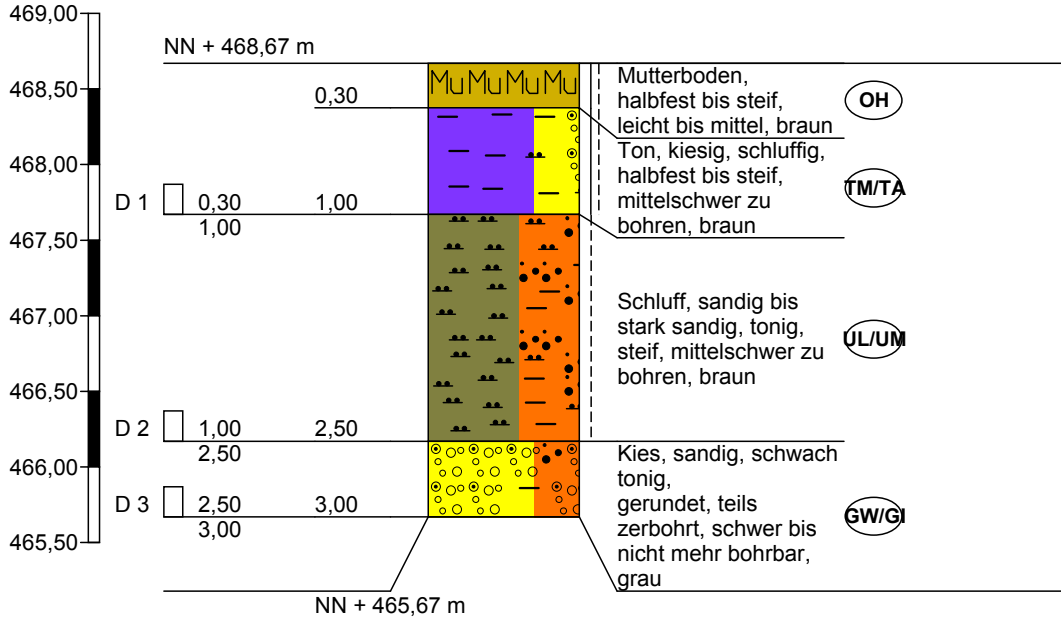 469,00
NN + 468,67 m
Mu Mu Mu Mu
0,30
Mutterboden,
halbfest bis steif,
leicht bis mittel, braun
OH
468,50
468,00
Ton, kiesig, schluffig,
halbfest bis steif,
mittelschwer zu
bohren, braun
TM/TA
D 1
0,30
1,00
1,00
467,50
467,00
Schluff, sandig bis
stark sandig, tonig,
steif, mittelschwer zu
bohren, braun
UL/UM
466,50
D 2
1,00
2,50
2,50
466,00
Kies, sandig, schwach
tonig,
gerundet, teils
zerbohrt, schwer bis
nicht mehr bohrbar,
grau
GW/GI
D 3
2,50
3,00
3,00
465,50
NN + 465,67 m